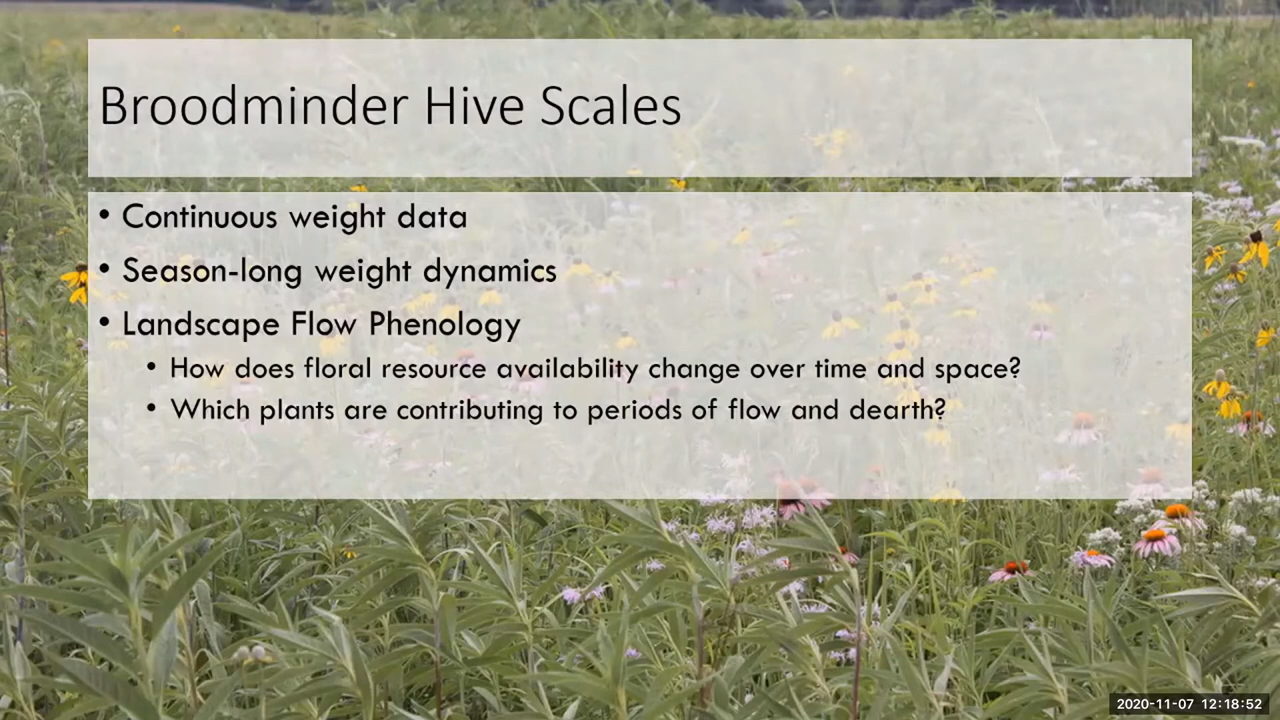 Broodminder Hive Scales
• Continuous weight data
• Season-long weight dynamics
• Landscape Flow Phenology
• How does floral resource availability change over time and space?
• Which plants are contributing to periods of flow and dearth?
2020-11-07 12:18:52